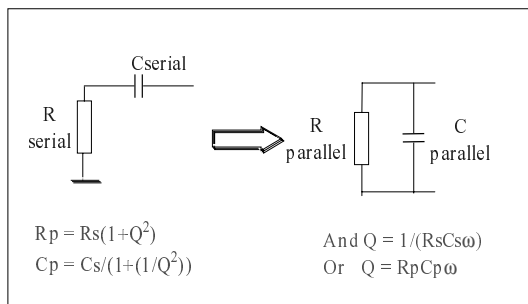 Cserial
R
serial
R
parallel
C
parallel
Rp = Rs(1+Q²)
Cp = Cs/(1+(1/Q²))
And Q = 1/(RsCsω)
Or Q = RpCpω